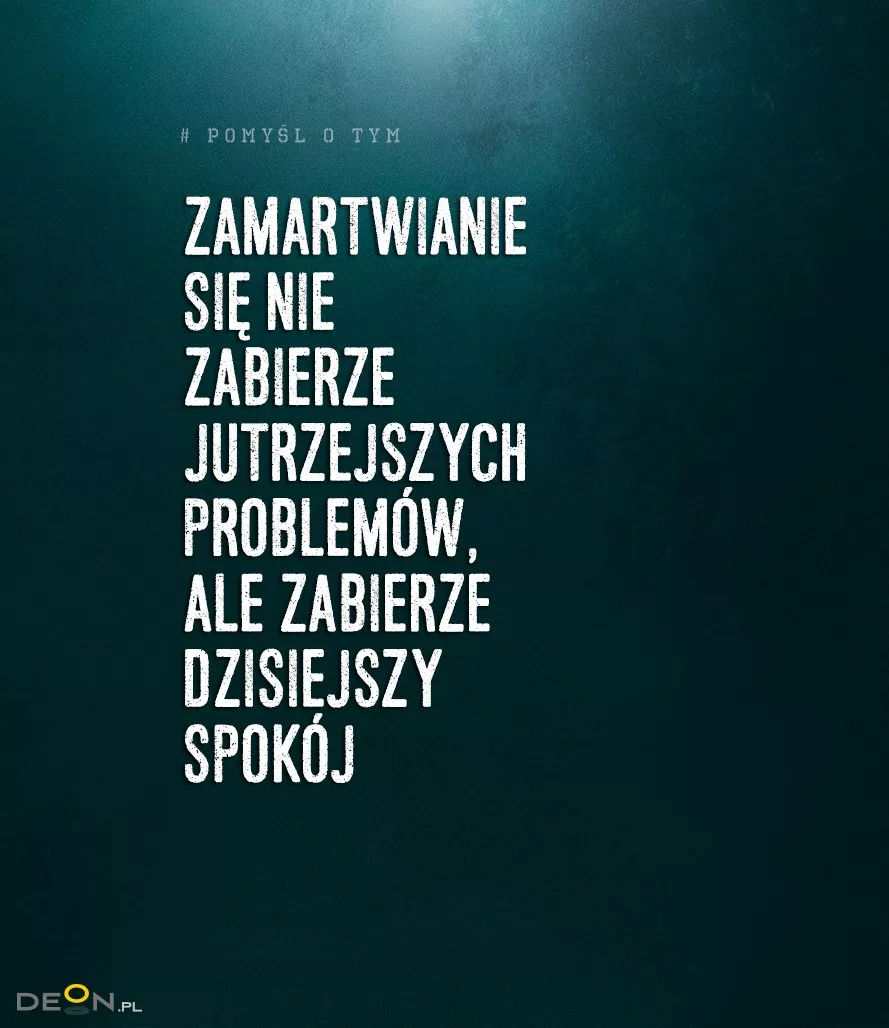 # POMYŚL O TYM
ZAMARTWIANIE
SIĘ NIE
ZABIERZE
JUTRZEJSZYCH
PROBLEMÓW,
ALE ZABIERZE
DZISIEJSZY
SPOKÓJ
DEON.PL